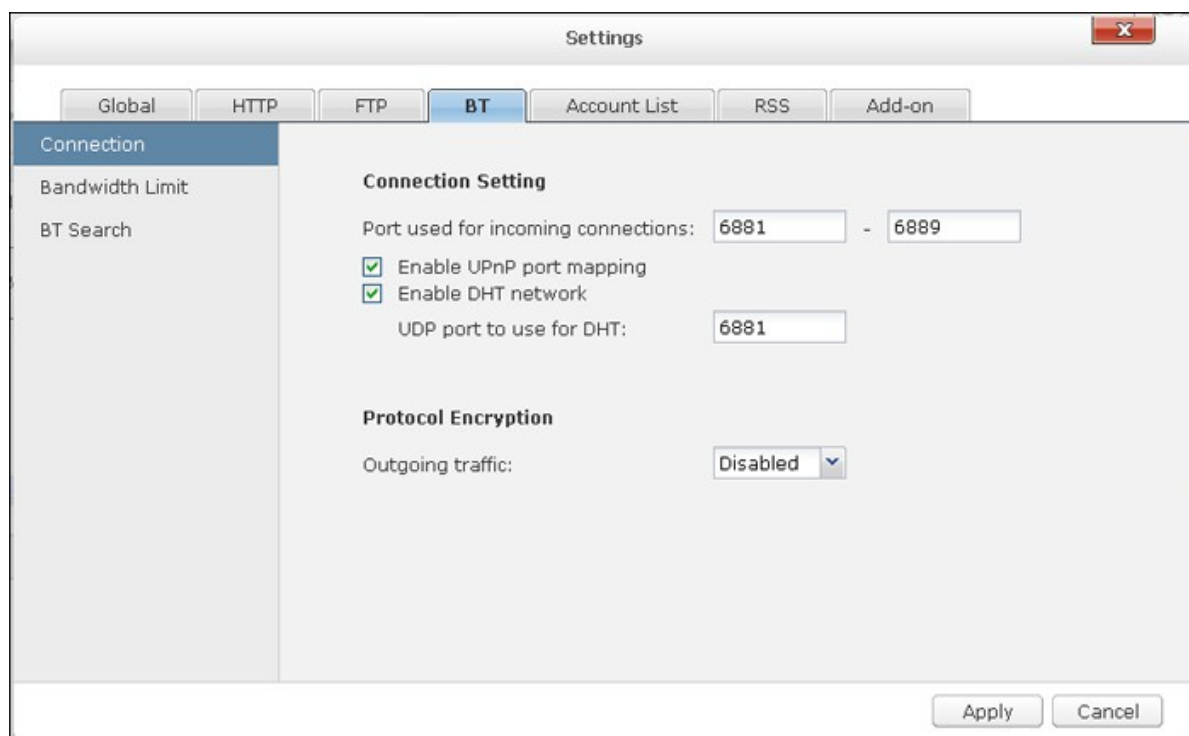 Settings
x
Global HTTP FTP BT Account List RSS Add-on
Connection
Bandwidth Limit
BT Search
Connection Setting
Port used for incoming connections: 6881 - 6889
Enable UPnP port mapping
Enable DHT network
UDP port to use for DHT: 6881
Protocol Encryption
Outgoing traffic: Disabled
Apply Cancel